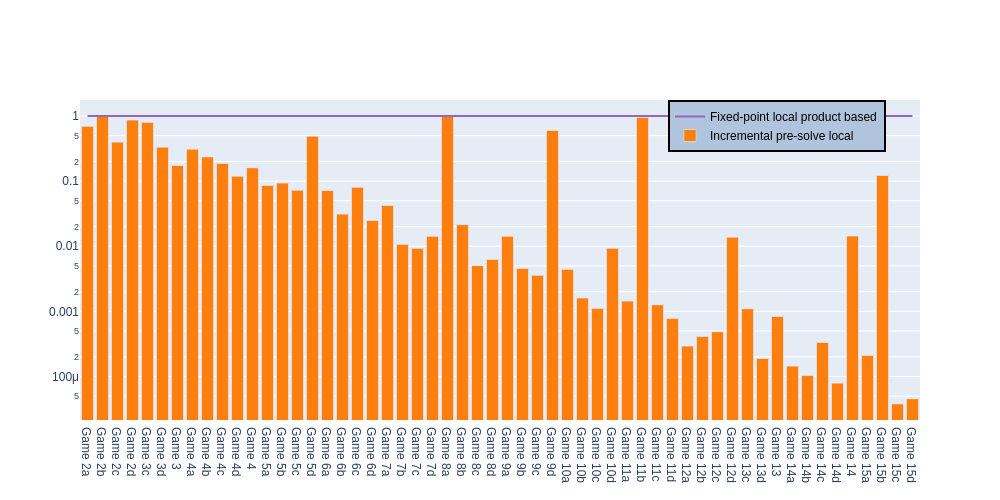 Fixed-point local product based
Incremental pre-solve local
1
5
2
0.1
5
2
0.01
5
2
0.001
5
2
100μ
5
Game 2a
Game 2b
Game 2c
Game 2d
Game 3c
Game 3d
Game 3
Game 4a
Game 4b
Game 4c
Game 4d
Game 4
Game 5a
Game 5b
Game 5c
Game 5d
Game 6a
Game 6b
Game 6c
Game 6d
Game 7a
Game 7b
Game 7c
Game 7d
Game 8a
Game 8b
Game 8c
Game 8d
Game 9a
Game 9b
Game 9c
Game 9d
Game 10a
Game 10b
Game 10c
Game 10d
Game 11a
Game 11b
Game 11c
Game 11d
Game 12a
Game 12b
Game 12c
Game 12d
Game 13c
Game 13d
Game 13
Game 14a
Game 14b
Game 14c
Game 14d
Game 14
Game 15a
Game 15b
Game 15c
Game 15d